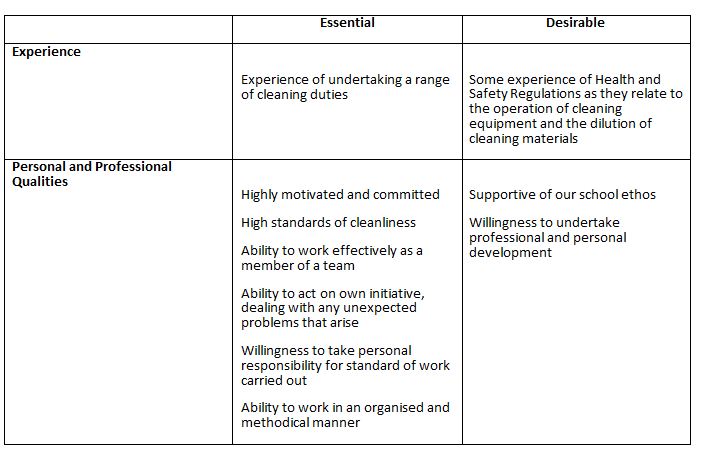 Essential
Desirable
Experience
Experience of undertaking a range
of cleaning duties
Some experience of Health and
Safety Regulations as they relate to
the operation of cleaning
equipment and the dilution of
cleaning materials
Personal and Professional
Qualities
Highly motivated and committed
High standards of cleanliness
Ability to work effectively as a
member of a team
Ability to act on own initiative,
dealing with any unexpected
problems that arise
Willingness to take personal
responsibility for standard of work
carried out
Ability to work in an organised and
methodical manner
Supportive of our school ethos
Willingness to undertake
professional and personal
development